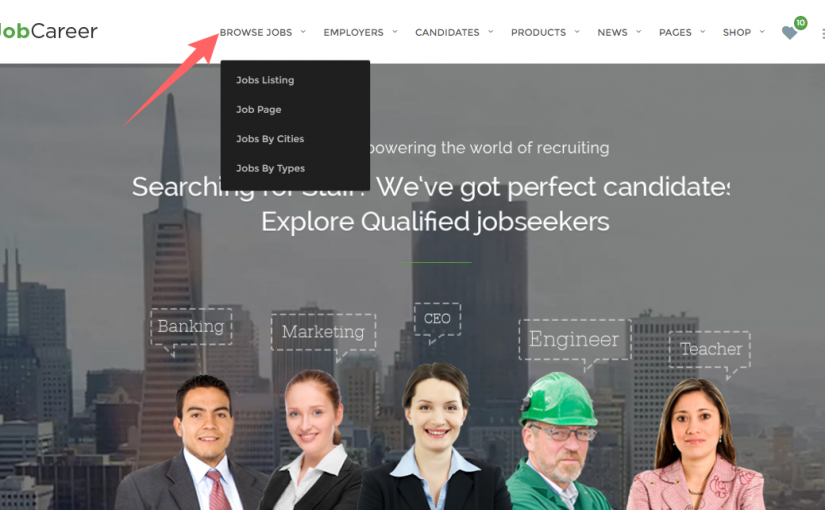 JobCareer
BROWSE JOBS EMPLOYERS CANDIDATES PRODUCTS NEWS PAGES SHOP 10
Jobs Listing
Job Page
Jobs By Cities
Jobs By Types
powering the world of recruiting
Searching for We've got perfect candidates
Explore Qualified jobseekers
Banking
Marketing
CEO
Engineer
Teacher